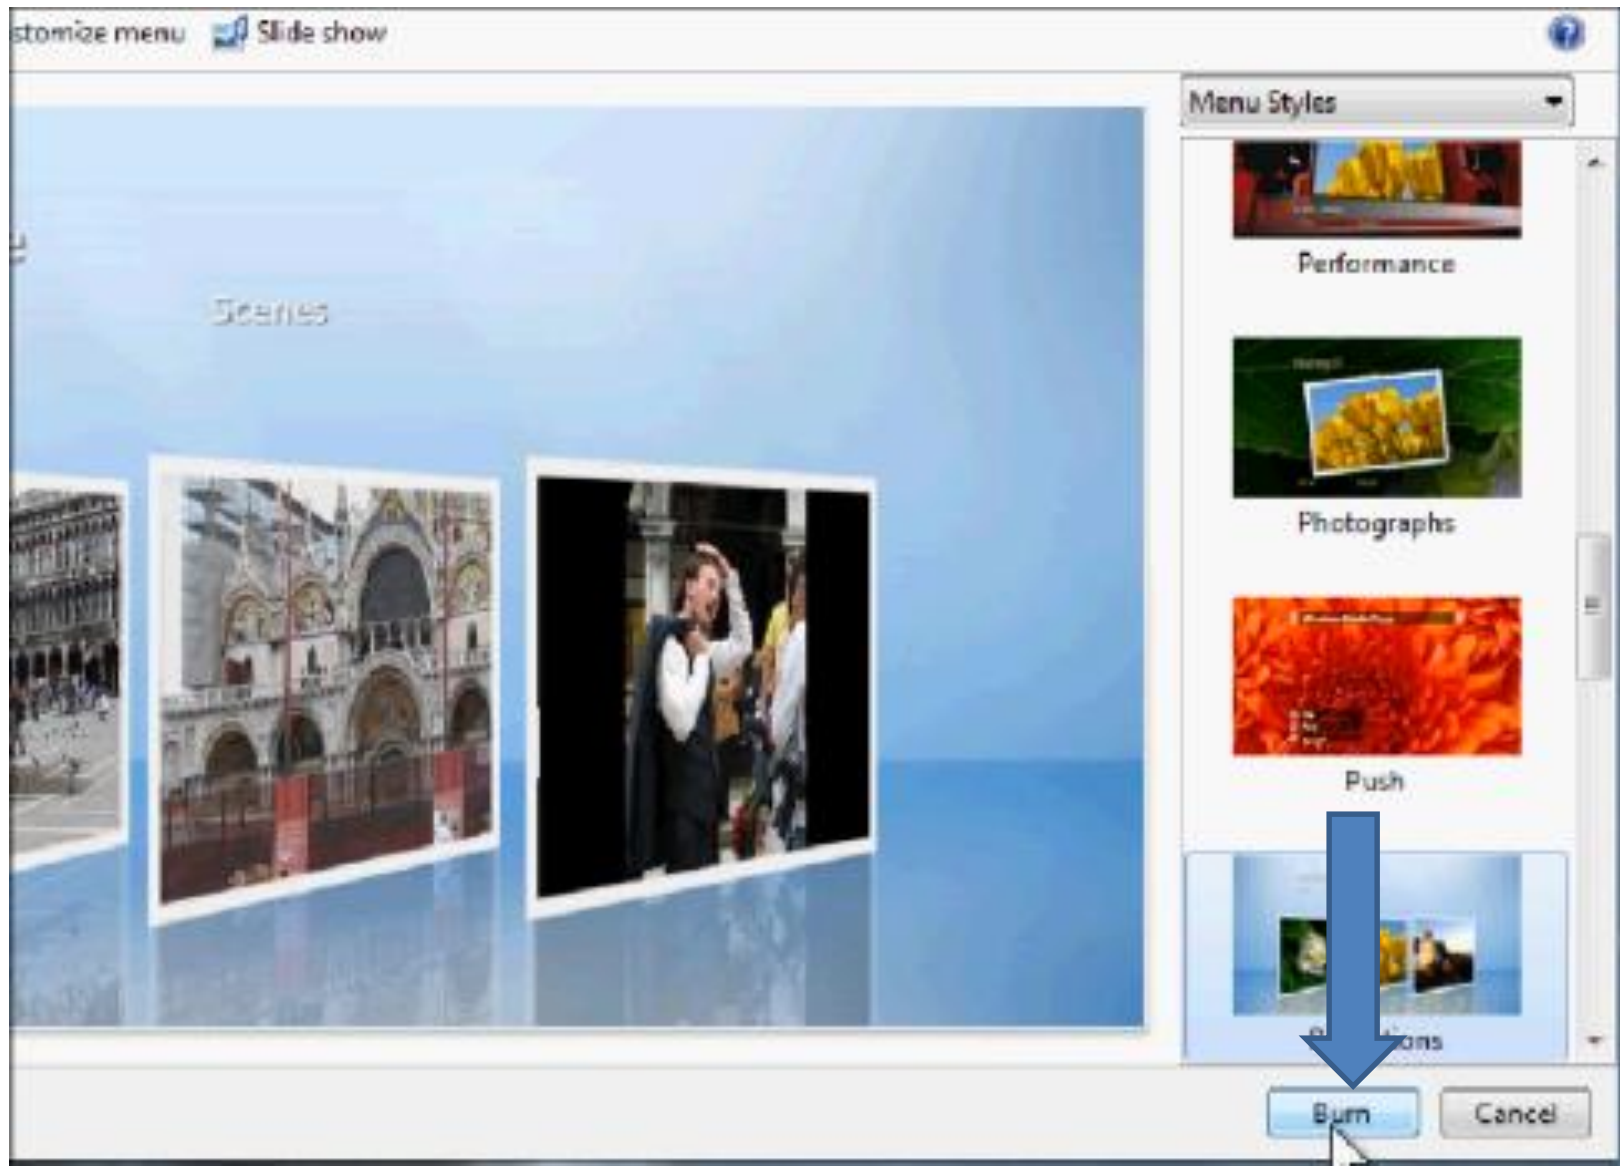 stomize menu Slide show
Menu Styles
Performance
Scenes
Photographs
Push
Burn Cancel